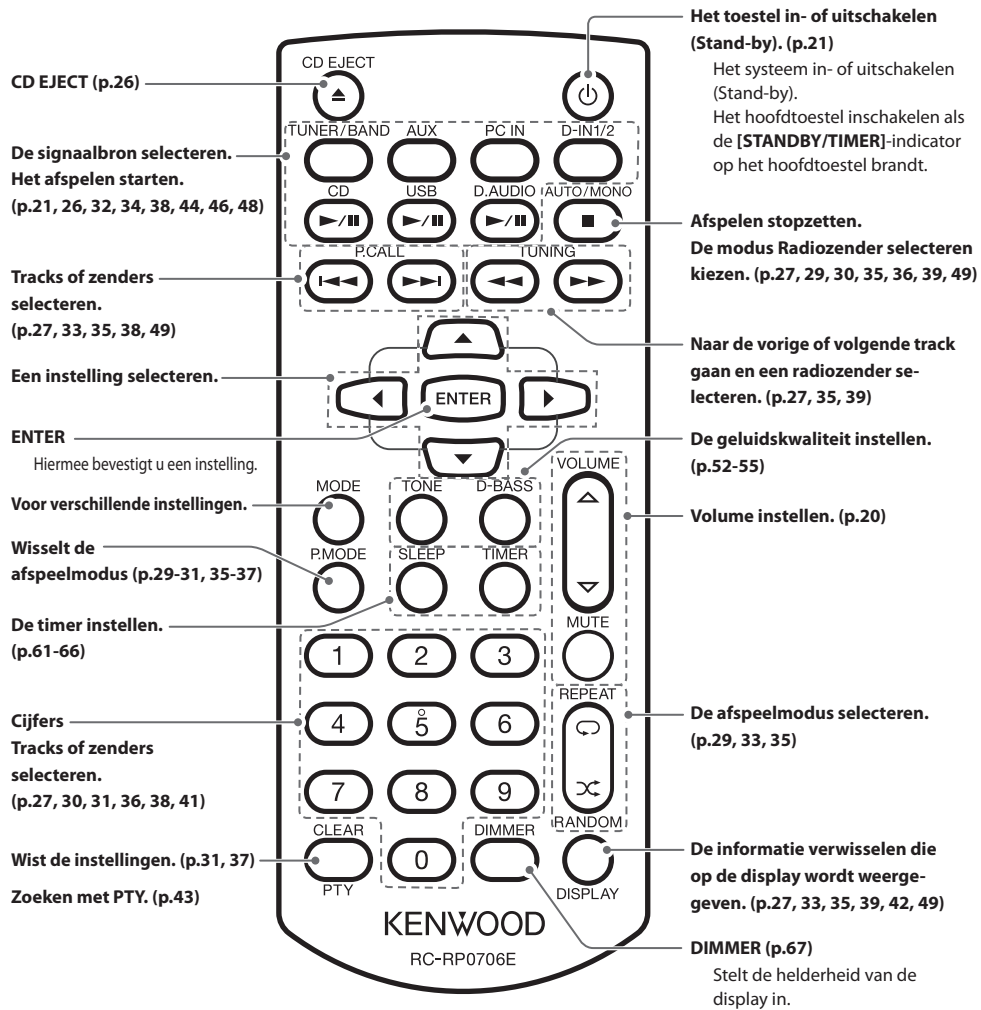 Het toestel in- of uitschakelen
(Stand-by). (p.21)
Het systeem in- of uitschakelen
(Stand-by).
Het hoofdtoestel inschakelen als
de [STANDBY/TIMER]-indicator
op het hoofdtoestel brandt.
CD EJECT (p.26)
De signaalbron selecteren.
Het afspelen starten.
(p.21, 26, 32, 34, 38, 44, 46, 48)
Tracks of zenders
selecteren.
(p.27, 33, 35, 38, 49)
Een instelling selecteren.
ENTER
Hiermee bevestigt u een instelling.
Voor verschillende instellingen.
Wisselt de
afspeelmodus (p.29-31, 35-37)
De timer instellen.
(p.61-66)
Cijfers
Tracks of zenders
selecteren.
(p.27, 30, 31, 36, 38, 41)
Wist de instellingen. (p.31, 37)
Zoeken met PTY. (p.43)
CD EJECT
TUNER/BAND AUX PC IN D-IN1/2
CD USB D.AUDIO AUTO/MONO
P.CALL TUNING
ENTER
VOLUME
MODE TONE D-BASS
P.MODE SLEEP TIMER
MUTE
1 2 3
REPEAT
4 5 6
7 8 9
RANDOM
CLEAR DIMMER
0
PTY DISPLAY
KENWOOD
RC-RP0706E
Afspelen stopzetten.
De modus Radiozender selecteren
kiezen. (p.27, 29, 30, 35, 36, 39, 49)
Naar de vorige of volgende track
gaan en een radiozender se-
lecteren. (p.27, 35, 39)
De geluidskwaliteit instellen.
(p.52-55)
Volume instellen. (p.20)
De afspeelmodus selecteren.
(p.29, 33, 35)
De informatie verwisselen die
op de display wordt weerge-
geven. (p.27, 33, 35, 39, 42, 49)
DIMMER (p.67)
Stelt de helderheid van de
display in.